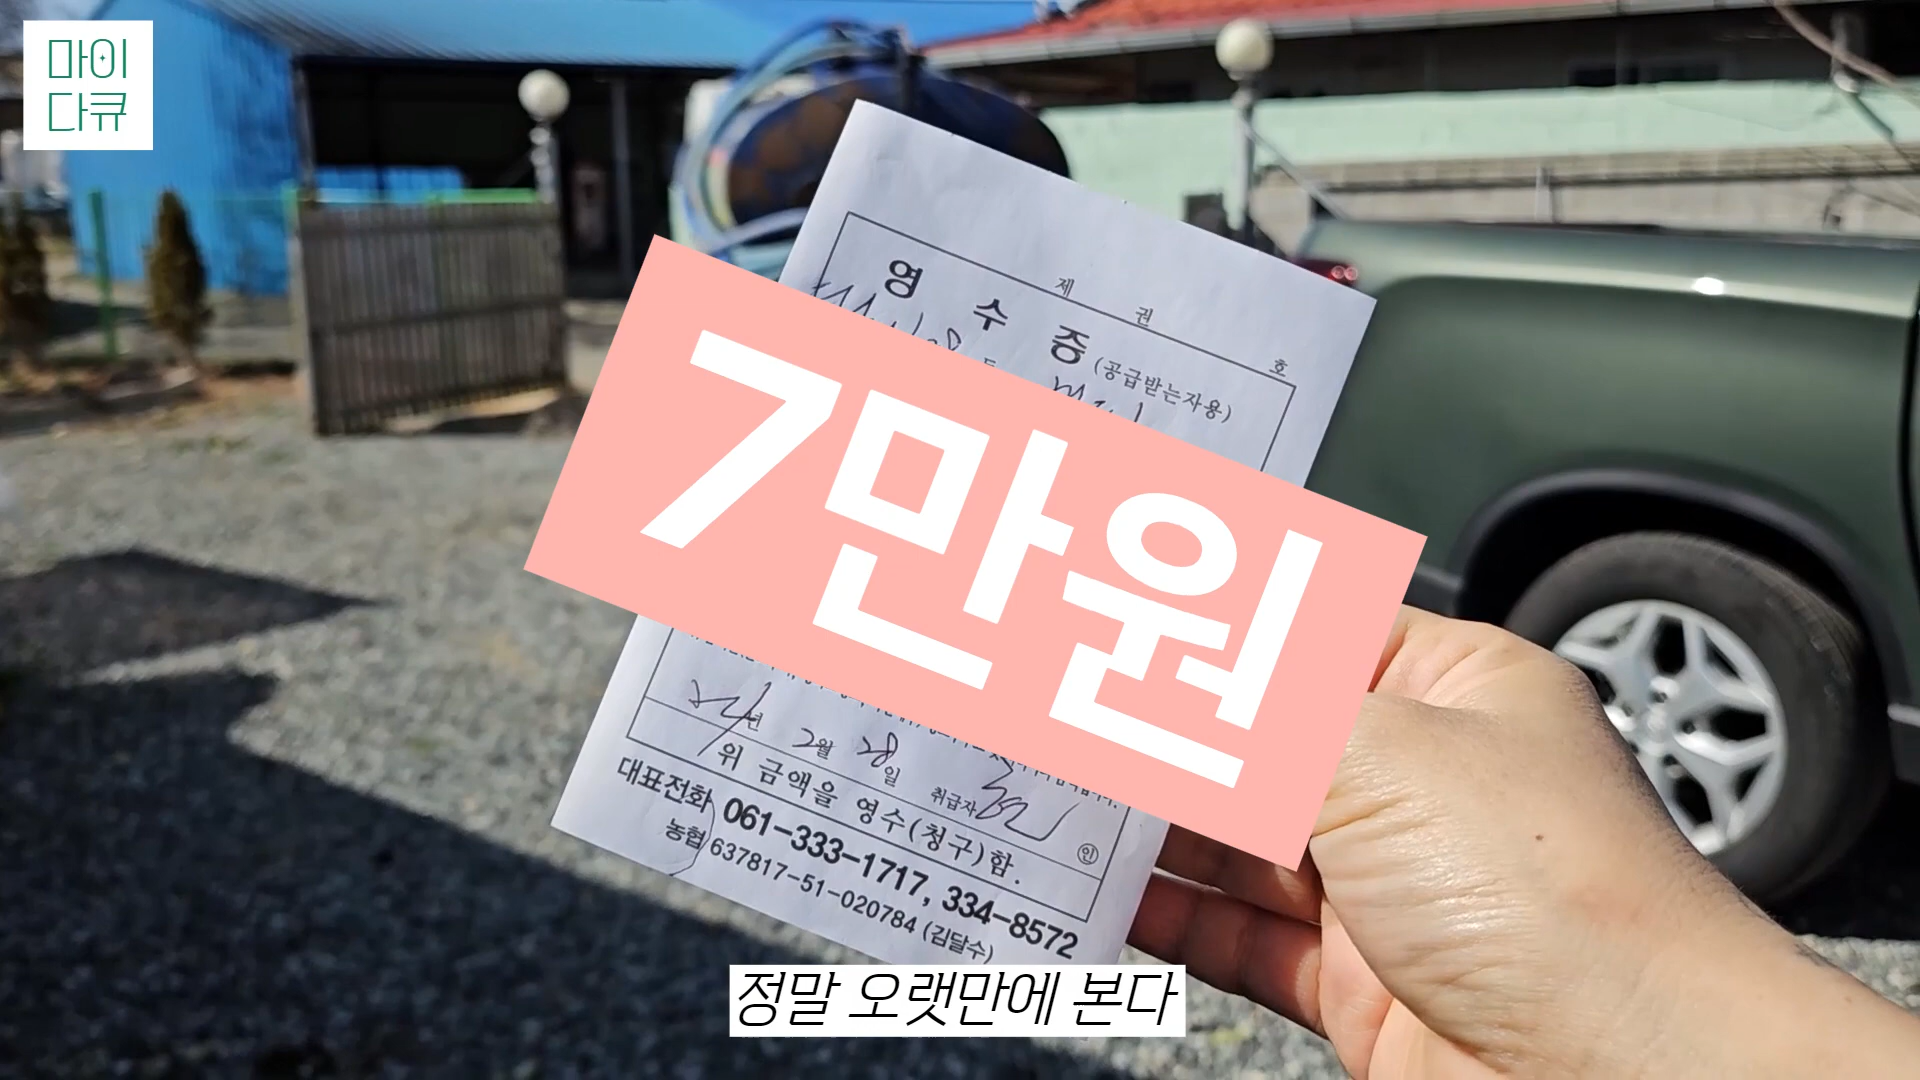 마이
다큐
제 권 호
영 수 증 (공급받는자용)
7만원
년 2월 28일 취급자
인
위 금액을 영수(청구)함.
대표전화 061-333-1717, 334-8572
농협 637817-51-020784 (김달수)
정말 오랫만에 본다